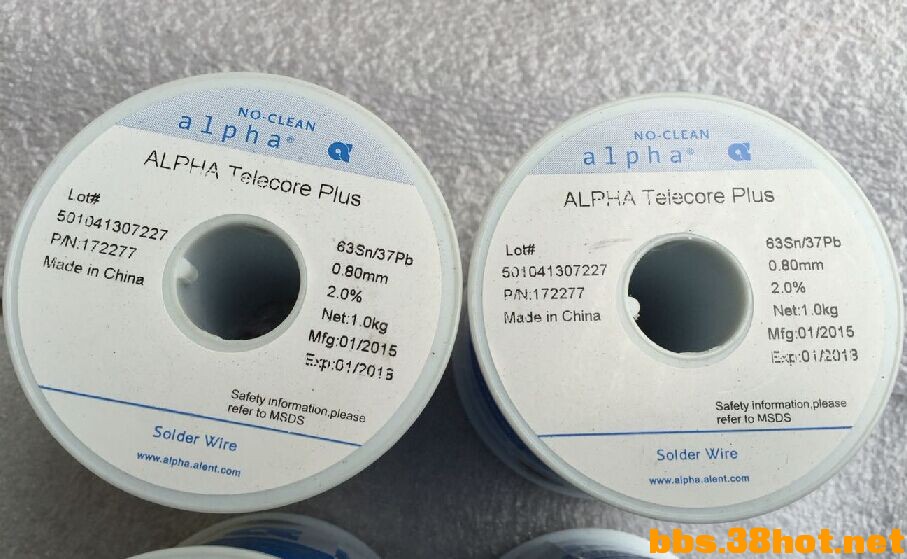 NO-CLEAN
alpha®
ALPHA Telecore Plus
Lot#
501041307227
P/N:172277
Made in China
63Sn/37Pb
0.80mm
2.0%
Net:1.0kg
Mfg:01/2015
Exp:01/2018
Safety information,please
refer to MSDS
Solder Wire
www.alpha.alent.com
NO-CLEAN
alpha®
ALPHA Telecore Plus
Lot#
501041307227
P/N:172277
Made in China
63Sn/37Pb
0.80mm
2.0%
Net:1.0kg
Mfg:01/2015
Exp:01/2018
Safety information,please
refer to MSDS
Solder Wire
www.alpha.alent.com
bbs.38hot.net